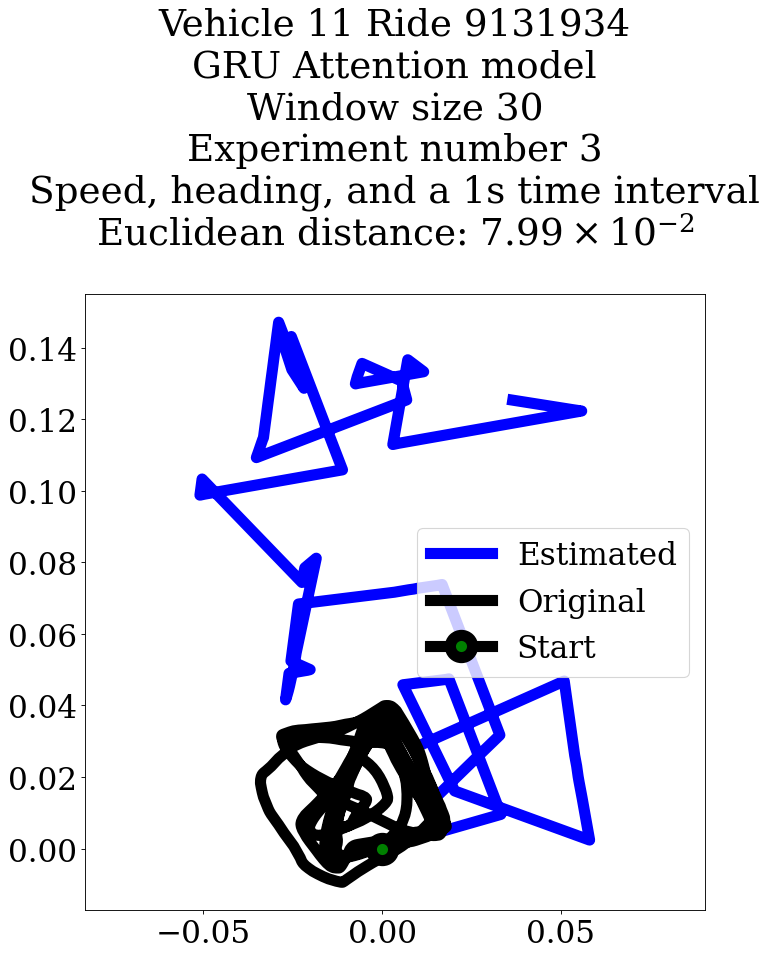 Vehicle 11 Ride 9131934
GRU Attention model
Window size 30
Experiment number 3
Speed, heading, and a 1s time interval
Euclidean distance: 7.99 × 10⁻²
0.14
0.12
0.10
0.08
0.06
0.04
0.02
0.00
Estimated
Original
Start
−0.05 0.00 0.05